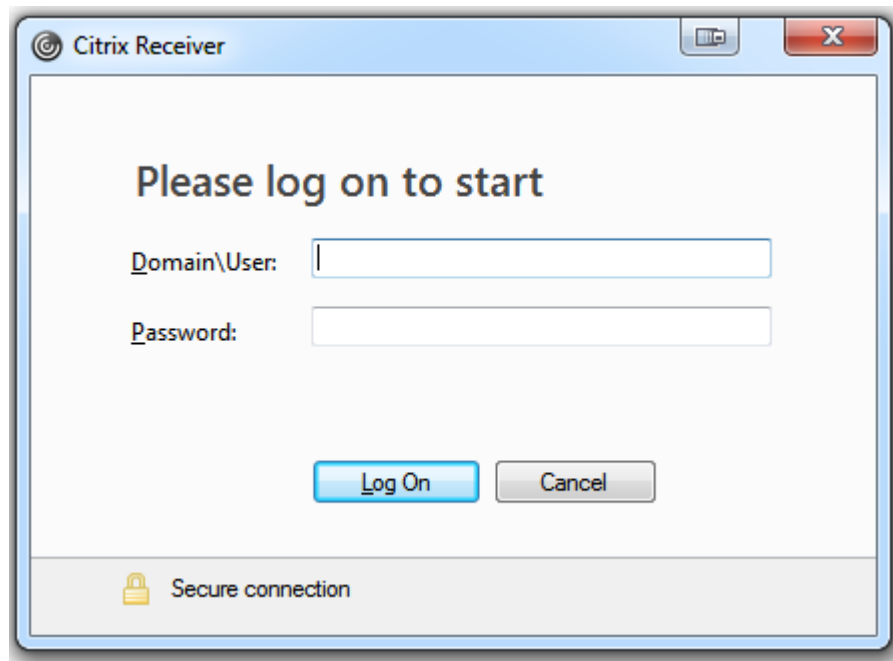 Citrix Receiver
Please log on to start
Domain\User:
Password:
Log On
Cancel
Secure connection